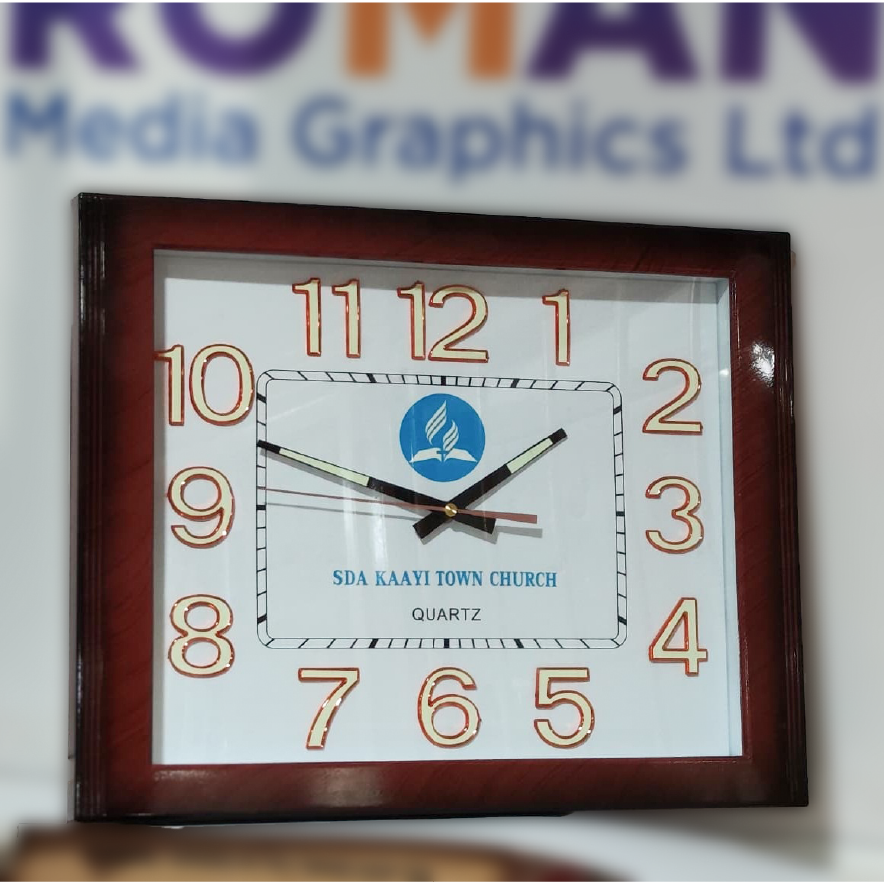 ROMAN
Media Graphics Ltd
11 12 1
10 2
9 3
SDA KAAYI TOWN CHURCH
QUARTZ
8 4
7 6 5